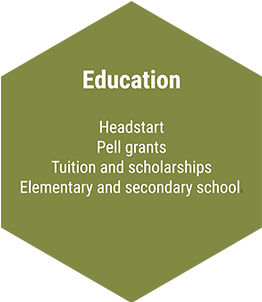 Education
Headstart
Pell grants
Tuition and scholarships
Elementary and secondary school.